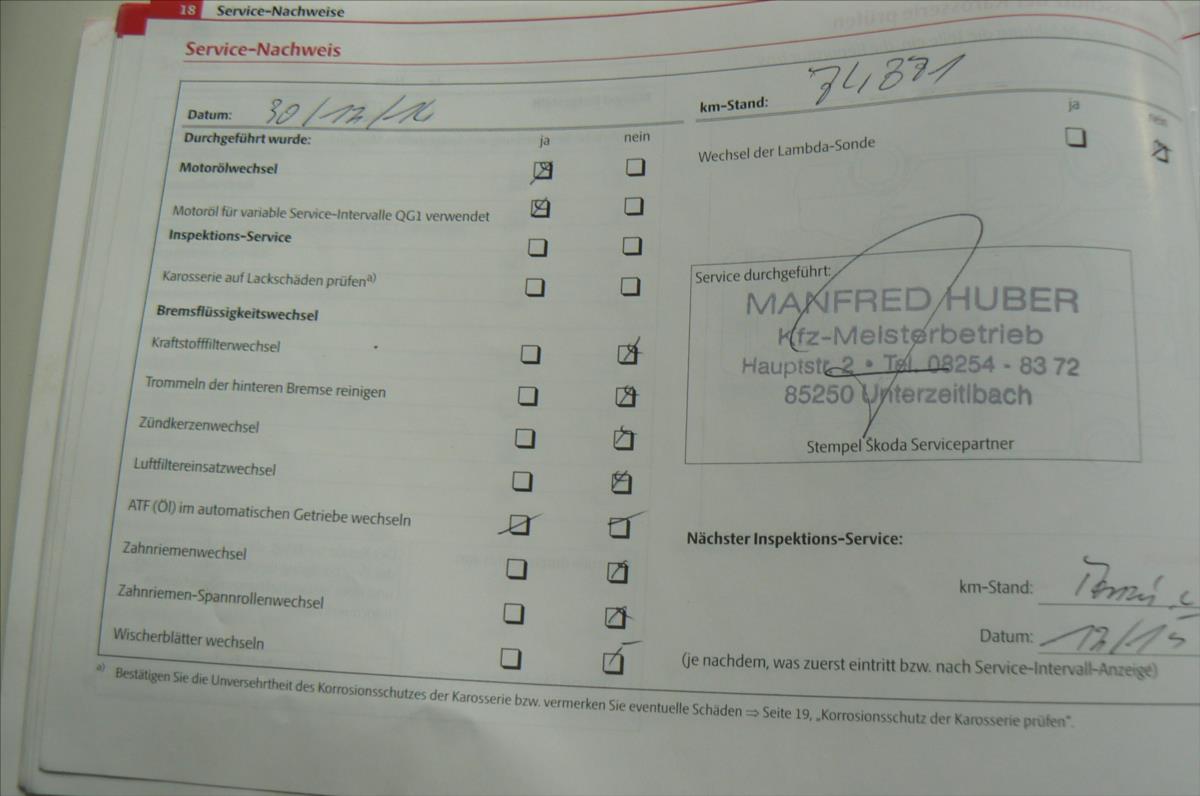 18 Service-Nachweise
Service-Nachweis
Datum: 30/12/14
Durchgeführt wurde: ja nein
Motorölwechsel
Motoröl für variable Service-Intervalle QG1 verwendet
Inspektions-Service
Karosserie auf Lackschäden prüfen a)
Bremsflüssigkeitswechsel
Kraftstofffilterwechsel
Trommeln der hinteren Bremse reinigen
Zündkerzenwechsel
Luftfiltereinsatzwechsel
ATF (Öl) im automatischen Getriebe wechseln
Zahnriemenwechsel
Zahnriemen-Spannrollenwechsel
Wischerblätter wechseln
km-Stand: 74871
ja nein
Wechsel der Lambda-Sonde
Service durchgeführt:
MANFRED HUBER
Kfz-Meisterbetrieb
Hauptstr. 2 • Tel. 08254 - 83 72
85250 Unterzeitlbach
Stempel Škoda Servicepartner
Nächster Inspektions-Service:
km-Stand:
Datum: 12/15
(je nachdem, was zuerst eintritt bzw. nach Service-Intervall-Anzeige)
a) Bestätigen Sie die Unversehrtheit des Korrosionsschutzes der Karosserie bzw. vermerken Sie eventuelle Schäden ⇒ Seite 19, „Korrosionsschutz der Karosserie prüfen“.